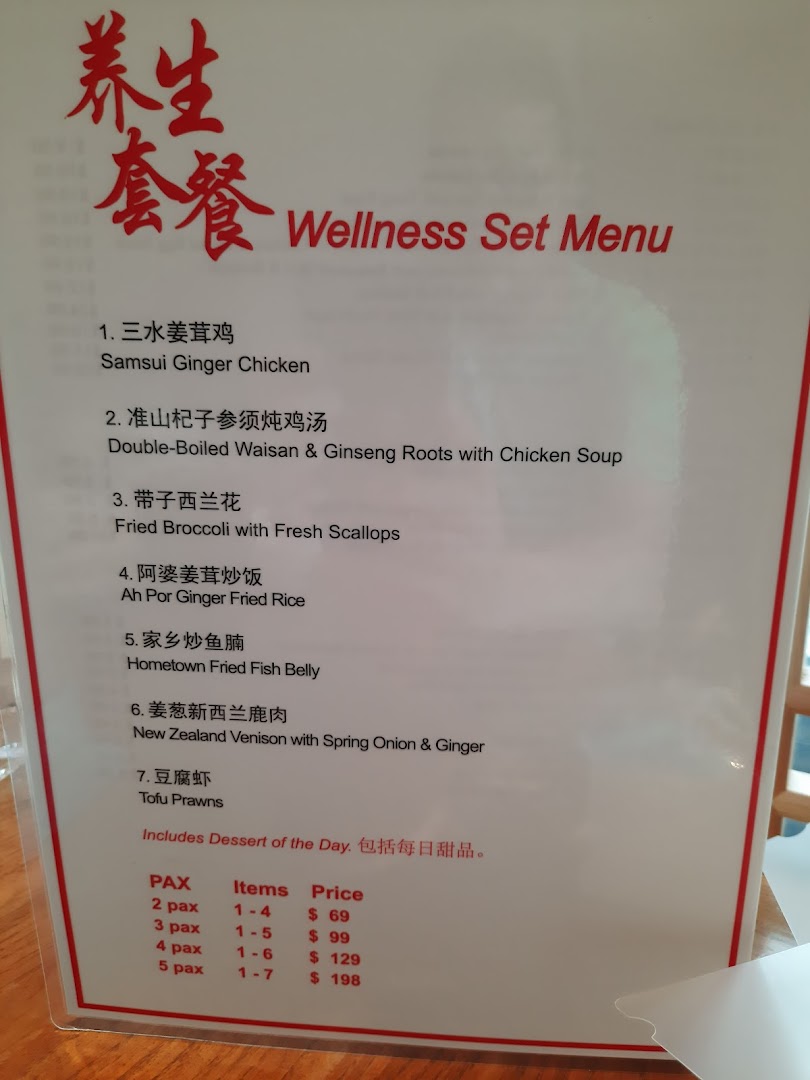 养生
套餐 Wellness Set Menu
1. 三水姜茸鸡
Samsui Ginger Chicken
2. 准山杞子参须炖鸡汤
Double-Boiled Waisan & Ginseng Roots with Chicken Soup
3. 带子西兰花
Fried Broccoli with Fresh Scallops
4. 阿婆姜茸炒饭
Ah Por Ginger Fried Rice
5. 家乡炒鱼腩
Hometown Fried Fish Belly
6. 姜葱新西兰鹿肉
New Zealand Venison with Spring Onion & Ginger
7. 豆腐虾
Tofu Prawns
Includes Dessert of the Day. 包括每日甜品。
PAX Items Price
2 pax 1 - 4 $ 69
3 pax 1 - 5 $ 99
4 pax 1 - 6 $ 129
5 pax 1 - 7 $ 198